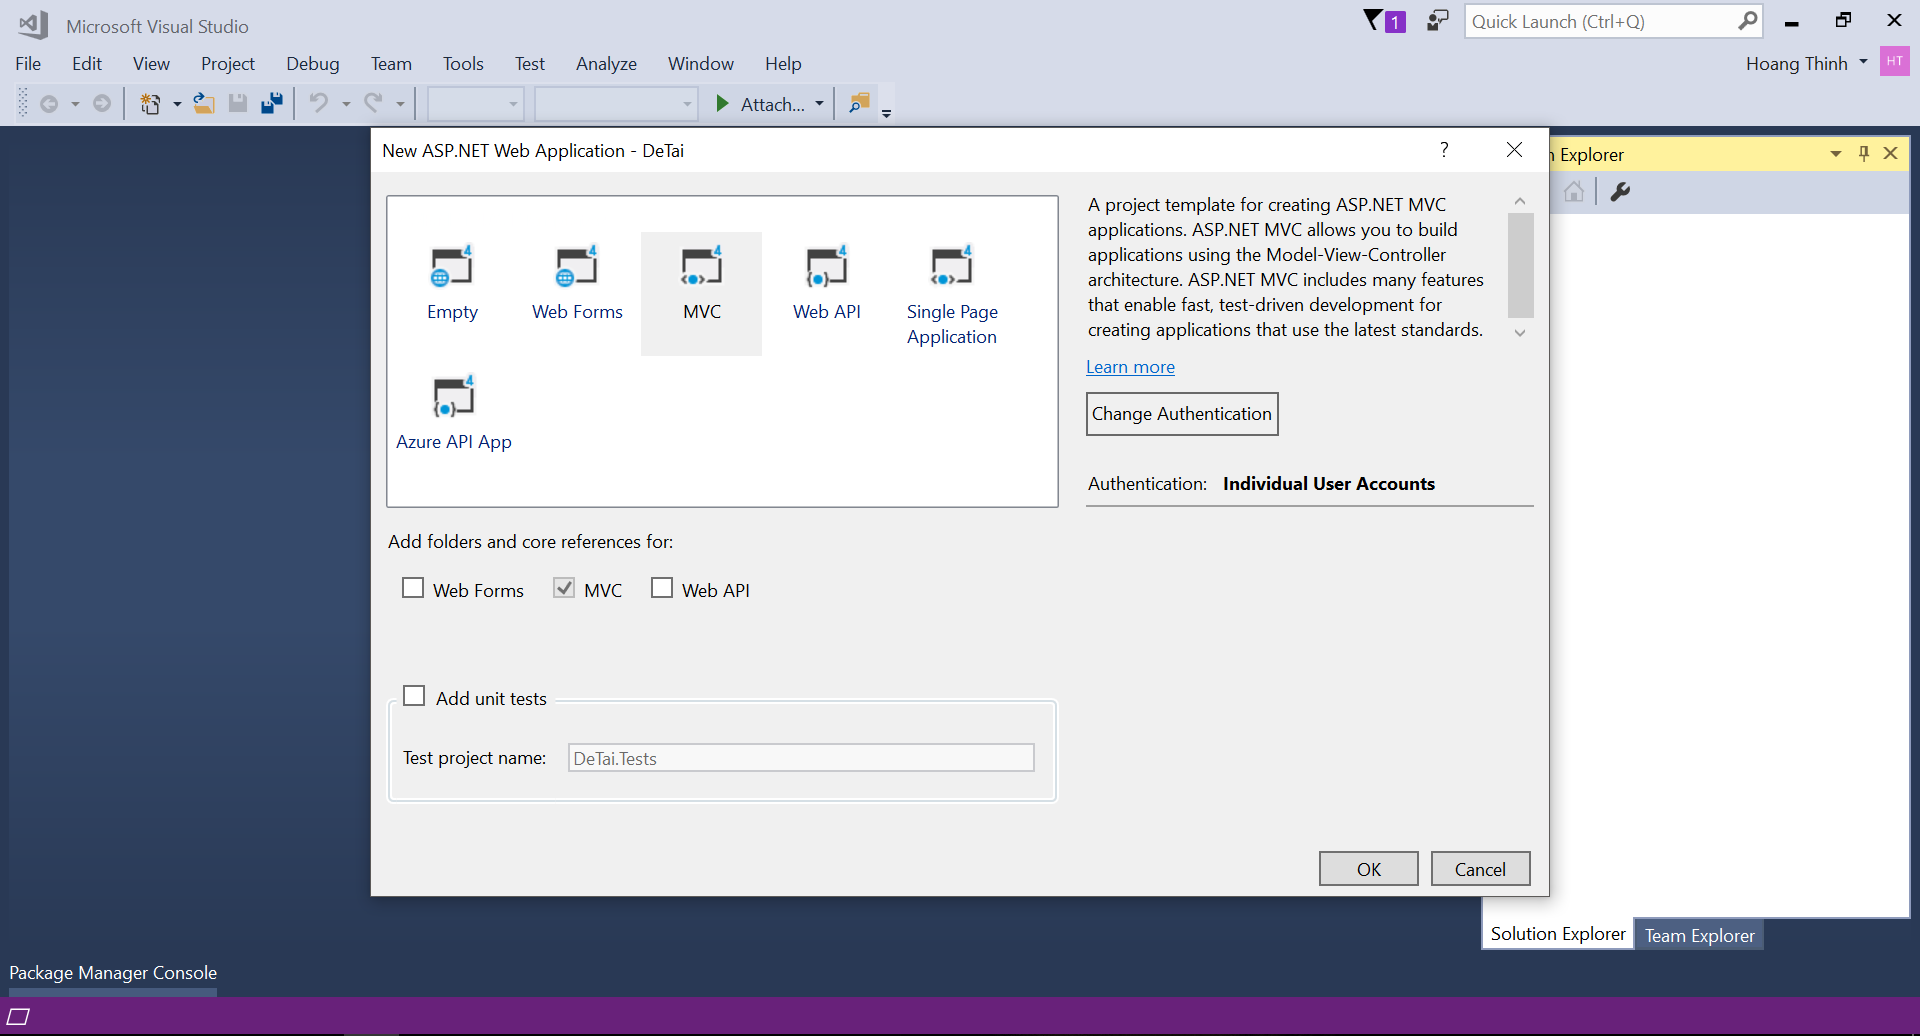 Microsoft Visual Studio
1
Quick Launch (Ctrl+Q)
File Edit View Project Debug Team Tools Test Analyze Window Help
Hoang Thinh
HT
Attach...
New ASP.NET Web Application - DeTai
?
Explorer
4 4 4 4 4
Empty Web Forms MVC Web API Single Page
Application
4
Azure API App
A project template for creating ASP.NET MVC
applications. ASP.NET MVC allows you to build
applications using the Model-View-Controller
architecture. ASP.NET MVC includes many features
that enable fast, test-driven development for
creating applications that use the latest standards.
Learn more
Change Authentication
Authentication: Individual User Accounts
Add folders and core references for:
Web Forms MVC Web API
Add unit tests
Test project name: DeTai.Tests
OK Cancel
Solution Explorer Team Explorer
Package Manager Console